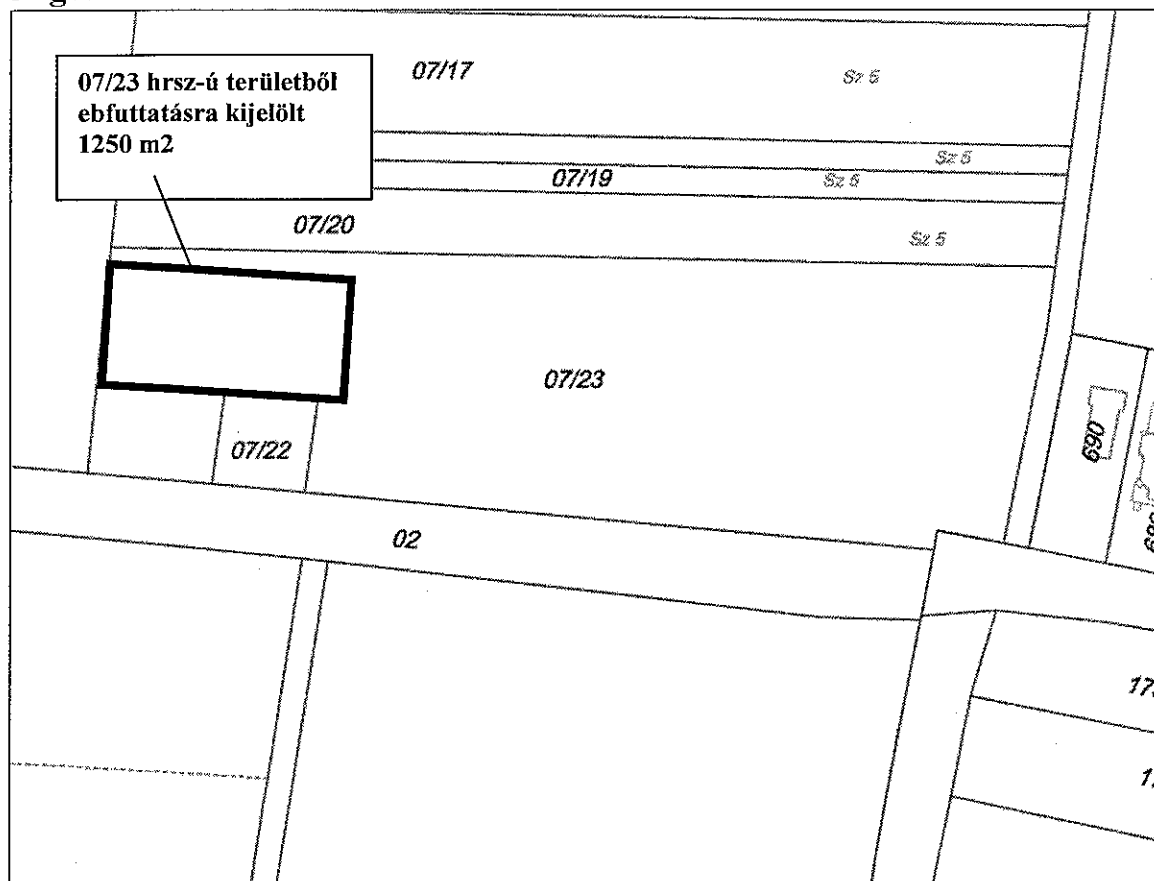 07/23 hrsz-ú területből
ebfuttatásra kijelölt
1250 m2
07/17
Sz 5
Sz 5
07/19
Sz 5
07/20
Sz 5
07/23
07/22
690
02